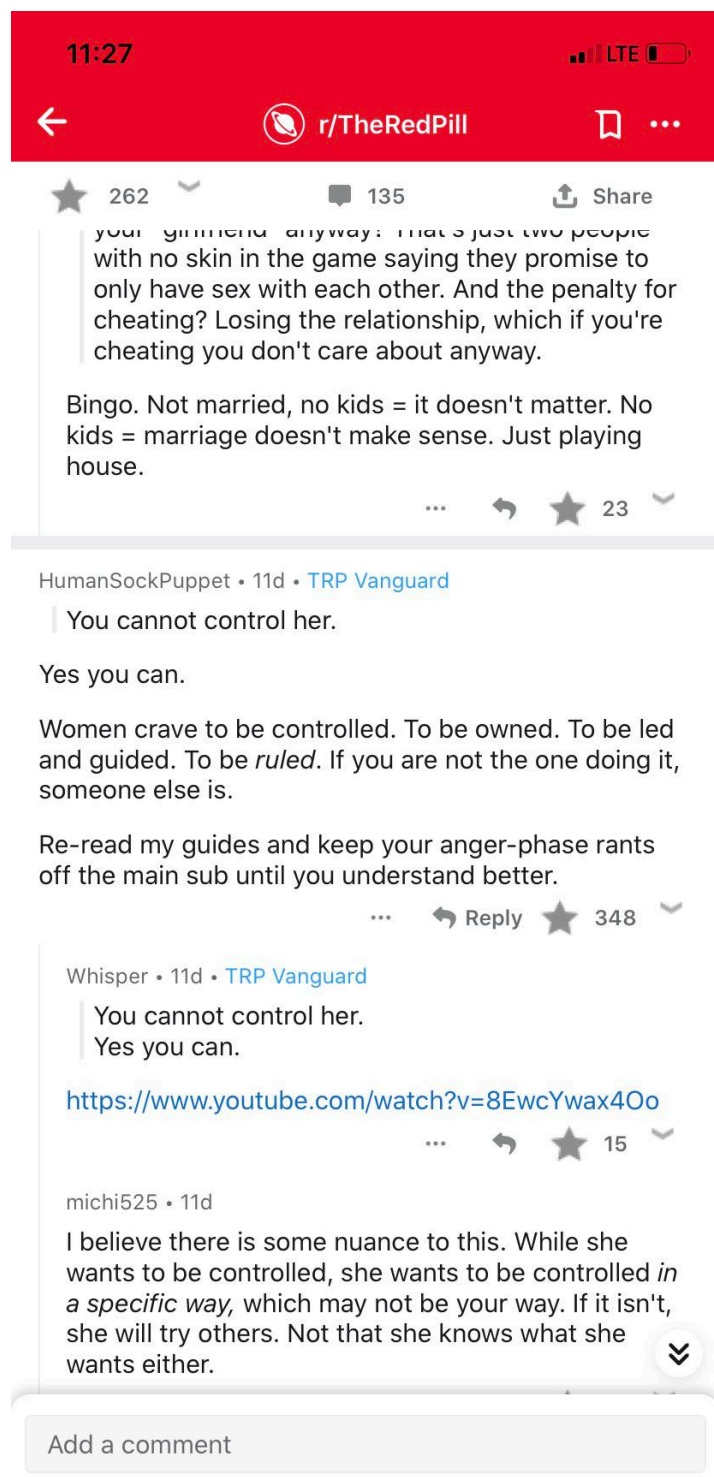 11:27
LTE
r/TheRedPill
262
135
Share
with no skin in the game saying they promise to
only have sex with each other. And the penalty for
cheating? Losing the relationship, which if you're
cheating you don't care about anyway.
Bingo. Not married, no kids = it doesn't matter. No
kids = marriage doesn't make sense. Just playing
house.
... 23
HumanSockPuppet • 11d • TRP Vanguard
You cannot control her.
Yes you can.
Women crave to be controlled. To be owned. To be led
and guided. To be ruled. If you are not the one doing it,
someone else is.
Re-read my guides and keep your anger-phase rants
off the main sub until you understand better.
... Reply 348
Whisper • 11d • TRP Vanguard
You cannot control her.
Yes you can.
https://www.youtube.com/watch?v=8EwcYwax4Oo
... 15
michi525 • 11d
I believe there is some nuance to this. While she
wants to be controlled, she wants to be controlled in
a specific way, which may not be your way. If it isn't,
she will try others. Not that she knows what she
wants either.
Add a comment